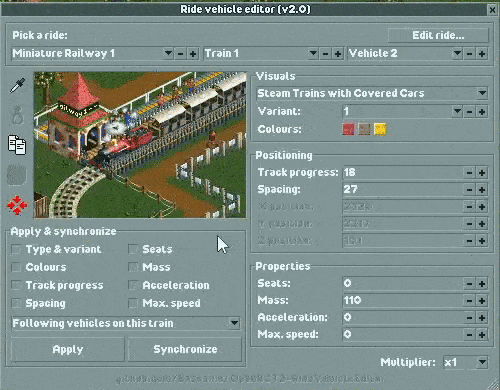 Ride vehicle editor (v2.0)
Pick a ride:
Edit ride...
Miniature Railway 1
Train 1
Vehicle 2
Visuals
Steam Trains with Covered Cars
Variant: 1
Colours:
Positioning
Track progress: 18
Spacing: 27
X position:
Y position:
Z position:
Apply & synchronize
Type & variant
Seats
Colours
Mass
Track progress
Acceleration
Spacing
Max. speed
Following vehicles on this train
Apply
Synchronize
Properties
Seats: 0
Mass: 110
Acceleration: 0
Max. speed: 0
Multiplier: x1